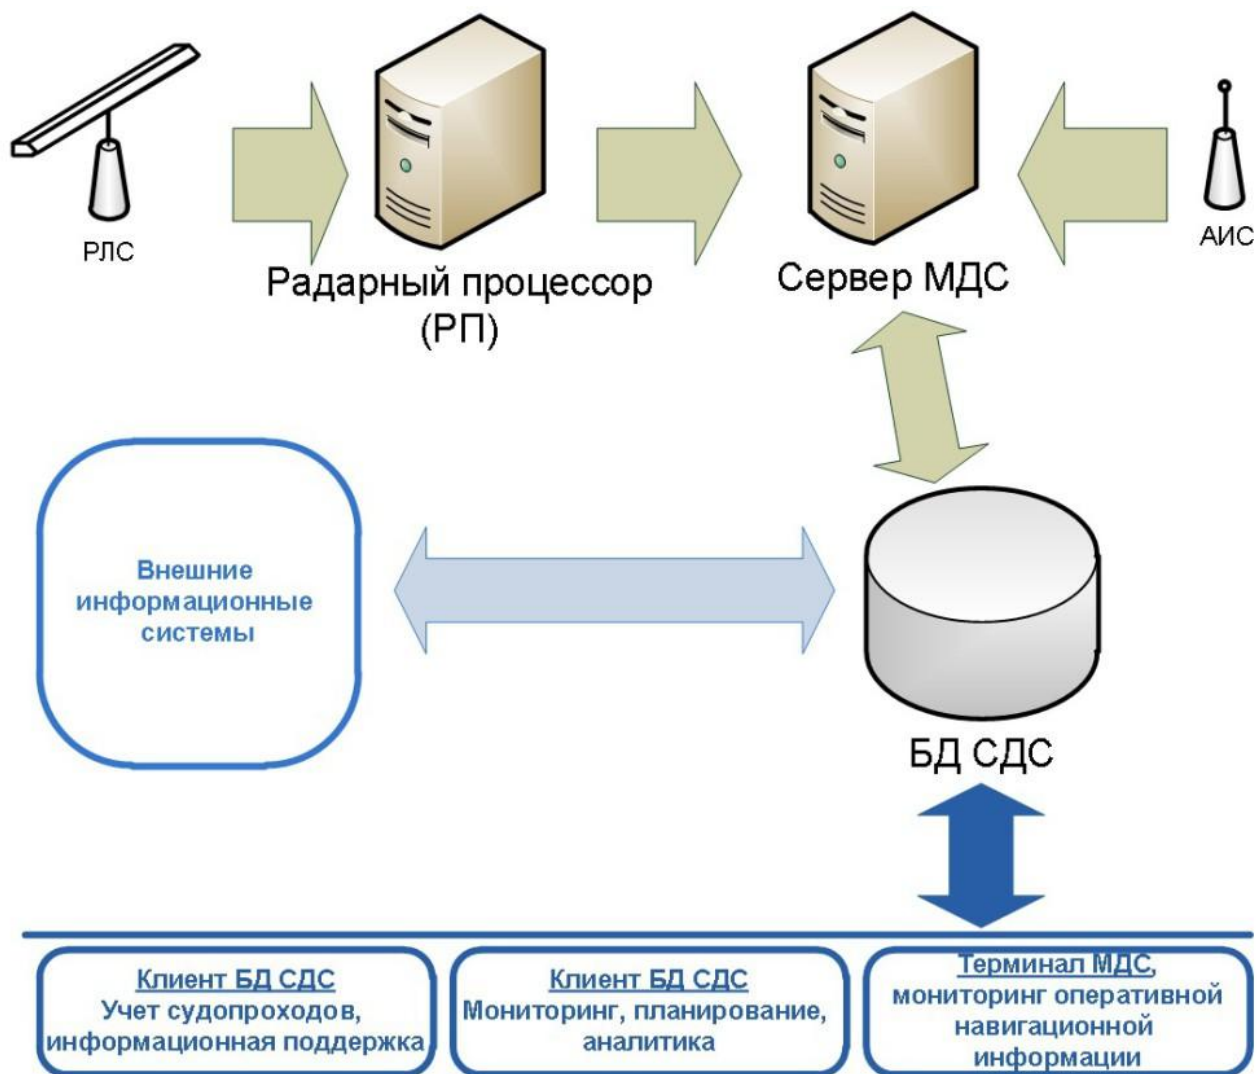 РЛС
Радарный процессор
(РП)
Сервер МДС
АИС
Внешние
информационные
системы
БД СДС
Клиент БД СДС
Учет судопроходов,
информационная поддержка
Клиент БД СДС
Мониторинг, планирование,
аналитика
Терминал МДС,
мониторинг оперативной
навигационной
информации